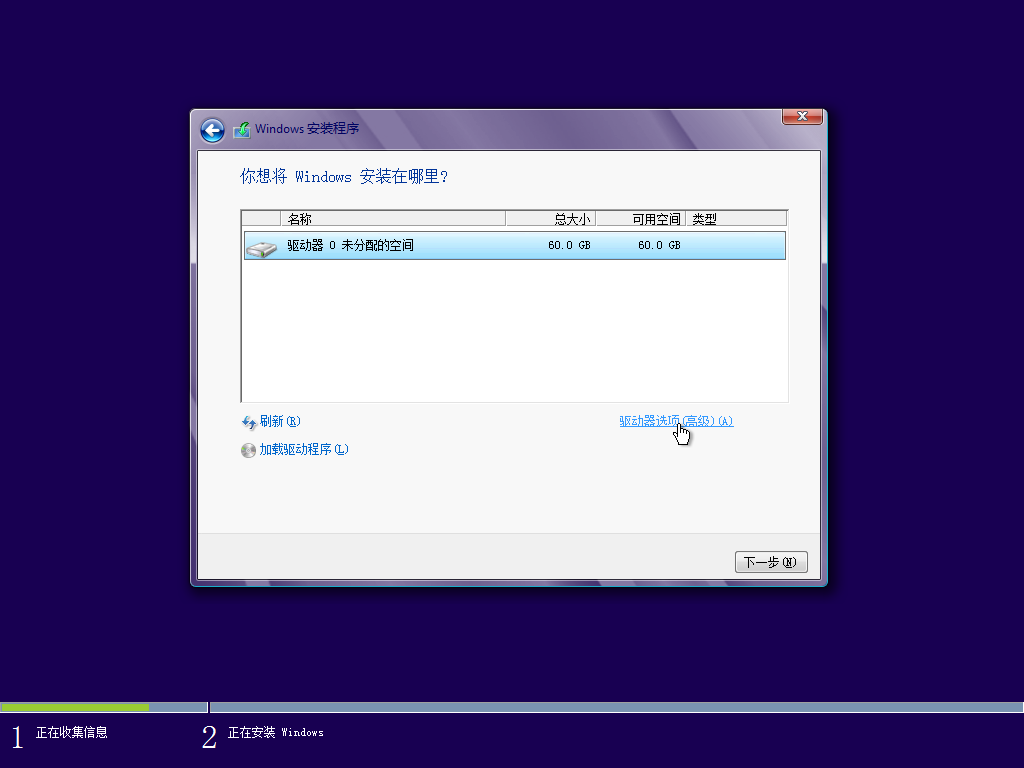 Windows 安装程序
你想将 Windows 安装在哪里?
名称 总大小 可用空间 类型
驱动器 0 未分配的空间 60.0 GB 60.0 GB
刷新(R) 驱动器选项(高级)(A)
加载驱动程序(L)
下一步(N)
1 正在收集信息 2 正在安装 Windows